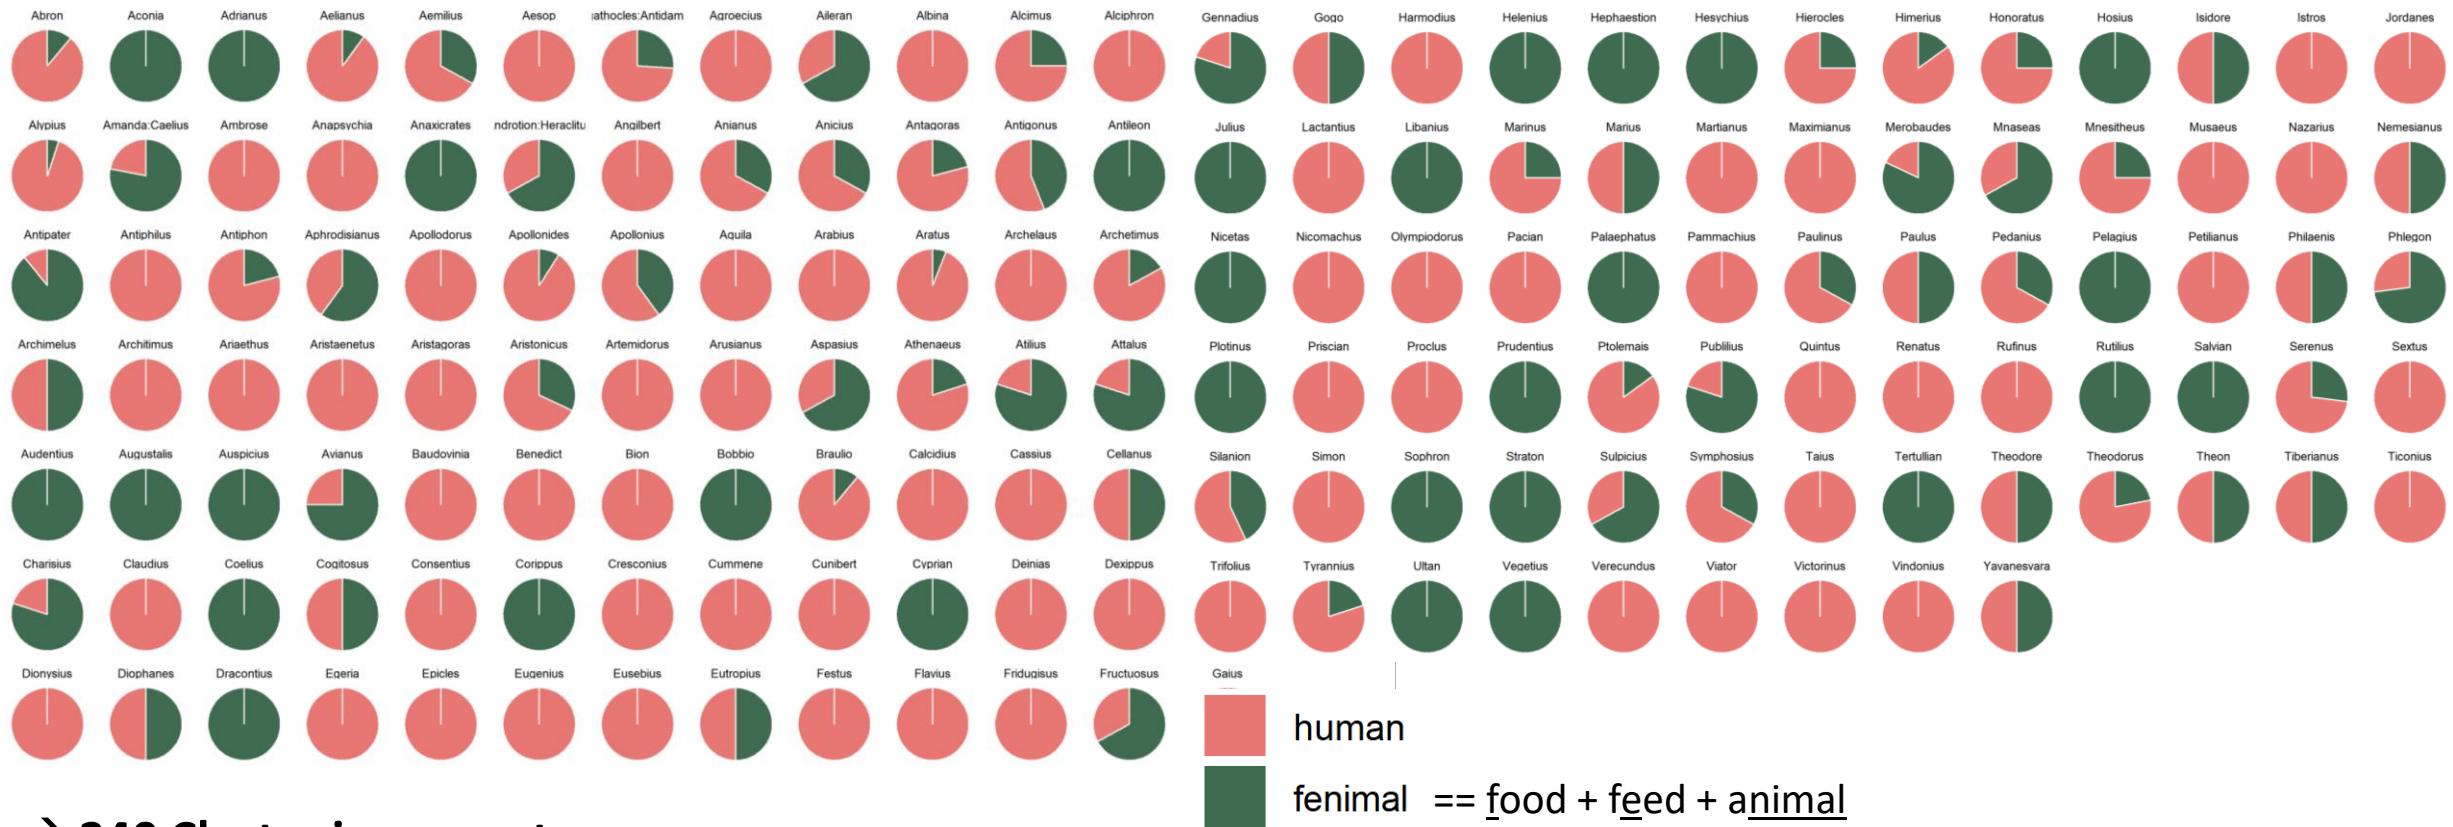 Abron Aconia Adrianus Aelianus Aemilius Aesop athocles:Antidam Agroecius Aileran Albina Alcimus Alciphron Gennadius Gogo Harmodius Helenius Hephaestion Hesychius Hierocles Himerius Honoratus Hosius Isidore Istros Jordanes
Alypius Amanda:Caelius Ambrose Anapsychia Anaxicrates ndrotion:Heraclitu Angilbert Anianus Anicius Antagoras Antigonus Antileon Julius Lactantius Libanius Marinus Marius Martianus Maximianus Merobaudes Mnaseas Mnesitheus Musaeus Nazarius Nemesianus
Antipater Antiphilus Antiphon Aphrodisianus Apollodorus Apollonides Apollonius Aquila Arabius Aratus Archelaus Archetimus Nicetas Nicomachus Olympiodorus Pacian Palaephatus Pammachius Paulinus Paulus Pedanius Pelagius Petilianus Philaenis Phlegon
Archimelus Architimus Ariaethus Aristaenetus Aristagoras Aristonicus Artemidorus Arusianus Aspasius Athenaeus Atilius Attalus Plotinus Priscian Proclus Prudentius Ptolemais Publilius Quintus Renatus Rufinus Rutilius Salvian Serenus Sextus
Audentius Augustalis Auspicius Avianus Baudovinia Benedict Bion Bobbio Braulio Calcidius Cassius Cellanus Silanion Simon Sophron Straton Sulpicius Symphosius Taius Tertullian Theodore Theodorus Theon Tiberianus Ticonius
Charisius Claudius Coelius Cogitosus Consentius Corippus Cresconius Cummene Cunibert Cyprian Deinias Dexippus Trifolius Tyrannius Ultan Vegetius Verecundus Viator Victorinus Vindonius Yavanesvara
Dionysius Diophanes Dracontius Egeria Epicles Eugenius Eusebius Eutropius Festus Flavius Fridugisus Fructuosus Gaius
human
fenimal == food + feed + animal